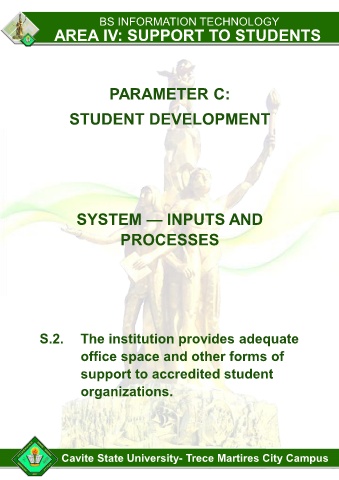 BS INFORMATION TECHNOLOGY
AREA IV: SUPPORT TO STUDENTS
PARAMETER C:
STUDENT DEVELOPMENT
SYSTEM — INPUTS AND
PROCESSES
S.2. The institution provides adequate
office space and other forms of
support to accredited student
organizations.
Cavite State University- Trece Martires City Campus